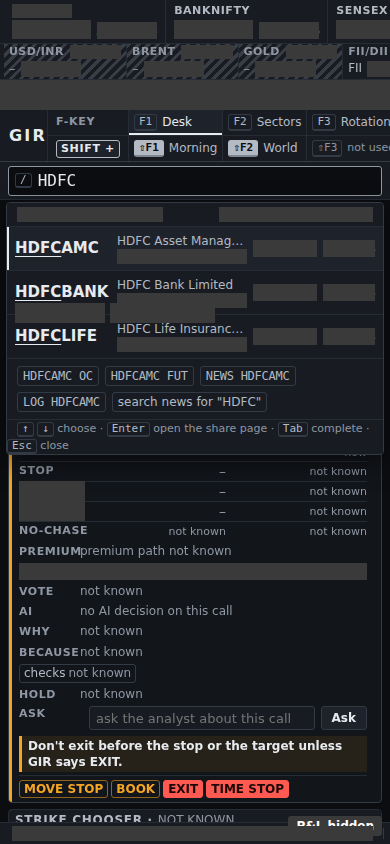 BANKNIFTY SENSEX
USD/INR BRENT GOLD FII/DII
– – – FII
GIR F-KEY F1 Desk F2 Sectors F3 Rotation
SHIFT + ⇧F1 Morning ⇧F2 World ⇧F3
/ HDFC
HDFCAMC HDFC Asset Manag…
HDFCBANK HDFC Bank Limited
HDFCLIFE HDFC Life Insuranc…
HDFCAMC OC HDFCAMC FUT NEWS HDFCAMC
LOG HDFCAMC search news for "HDFC"
↑ ↓ choose · Enter open the share page · Tab complete ·
Esc close
STOP – not known
– not known
– not known
NO-CHASE not known not known
PREMIUM premium path not known
VOTE not known
AI no AI decision on this call
WHY not known
BECAUSE not known
checks not known
HOLD not known
ASK ask the analyst about this call Ask
Don't exit before the stop or the target unless
GIR says EXIT.
MOVE STOP BOOK EXIT TIME STOP
STRIKE CHOOSER · NOT KNOWN